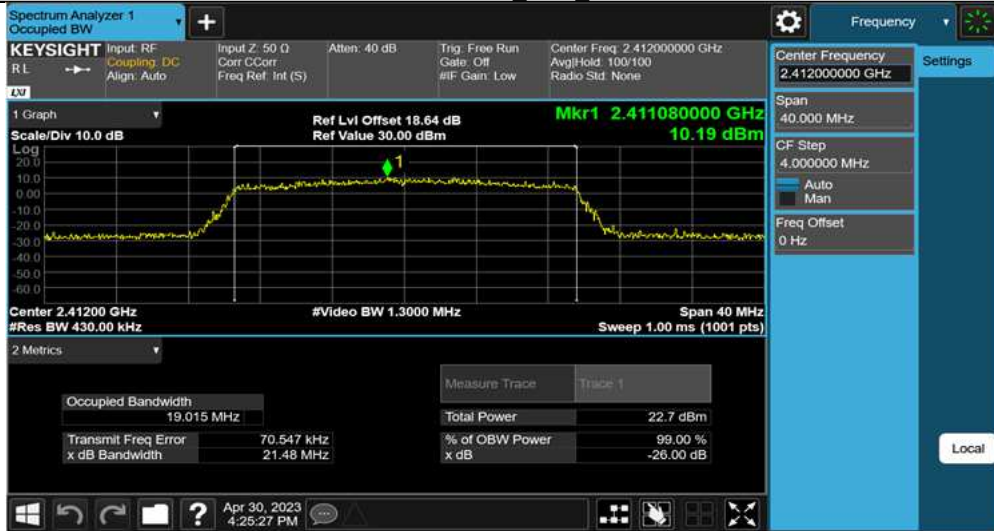 Spectrum Analyzer 1
Occupied BW
Frequency
KEYSIGHT
RL
LXI
Input: RF
Coupling: DC
Align: Auto
Input Z: 50 Ω
Corr CCorr
Freq Ref: Int (S)
Atten: 40 dB
Trig: Free Run
Gate: Off
#IF Gain: Low
Center Freq: 2.412000000 GHz
Avg|Hold: 100/100
Radio Std: None
1 Graph
Scale/Div 10.0 dB
Ref Lvl Offset 18.64 dB
Ref Value 30.00 dBm
Mkr1 2.411080000 GHz
10.19 dBm
Log
20.0
10.0
0.00
-10.0
-20.0
-30.0
-40.0
-50.0
-60.0
1
Center 2.41200 GHz
#Res BW 430.00 kHz
#Video BW 1.3000 MHz
Span 40 MHz
Sweep 1.00 ms (1001 pts)
2 Metrics
Measure Trace Trace 1
Occupied Bandwidth
19.015 MHz
Transmit Freq Error 70.547 kHz
x dB Bandwidth 21.48 MHz
Total Power 22.7 dBm
% of OBW Power 99.00 %
x dB -26.00 dB
Center Frequency
2.412000000 GHz
Span
40.000 MHz
CF Step
4.000000 MHz
Auto
Man
Freq Offset
0 Hz
Settings
Local
?
Apr 30, 2023
4:25:27 PM